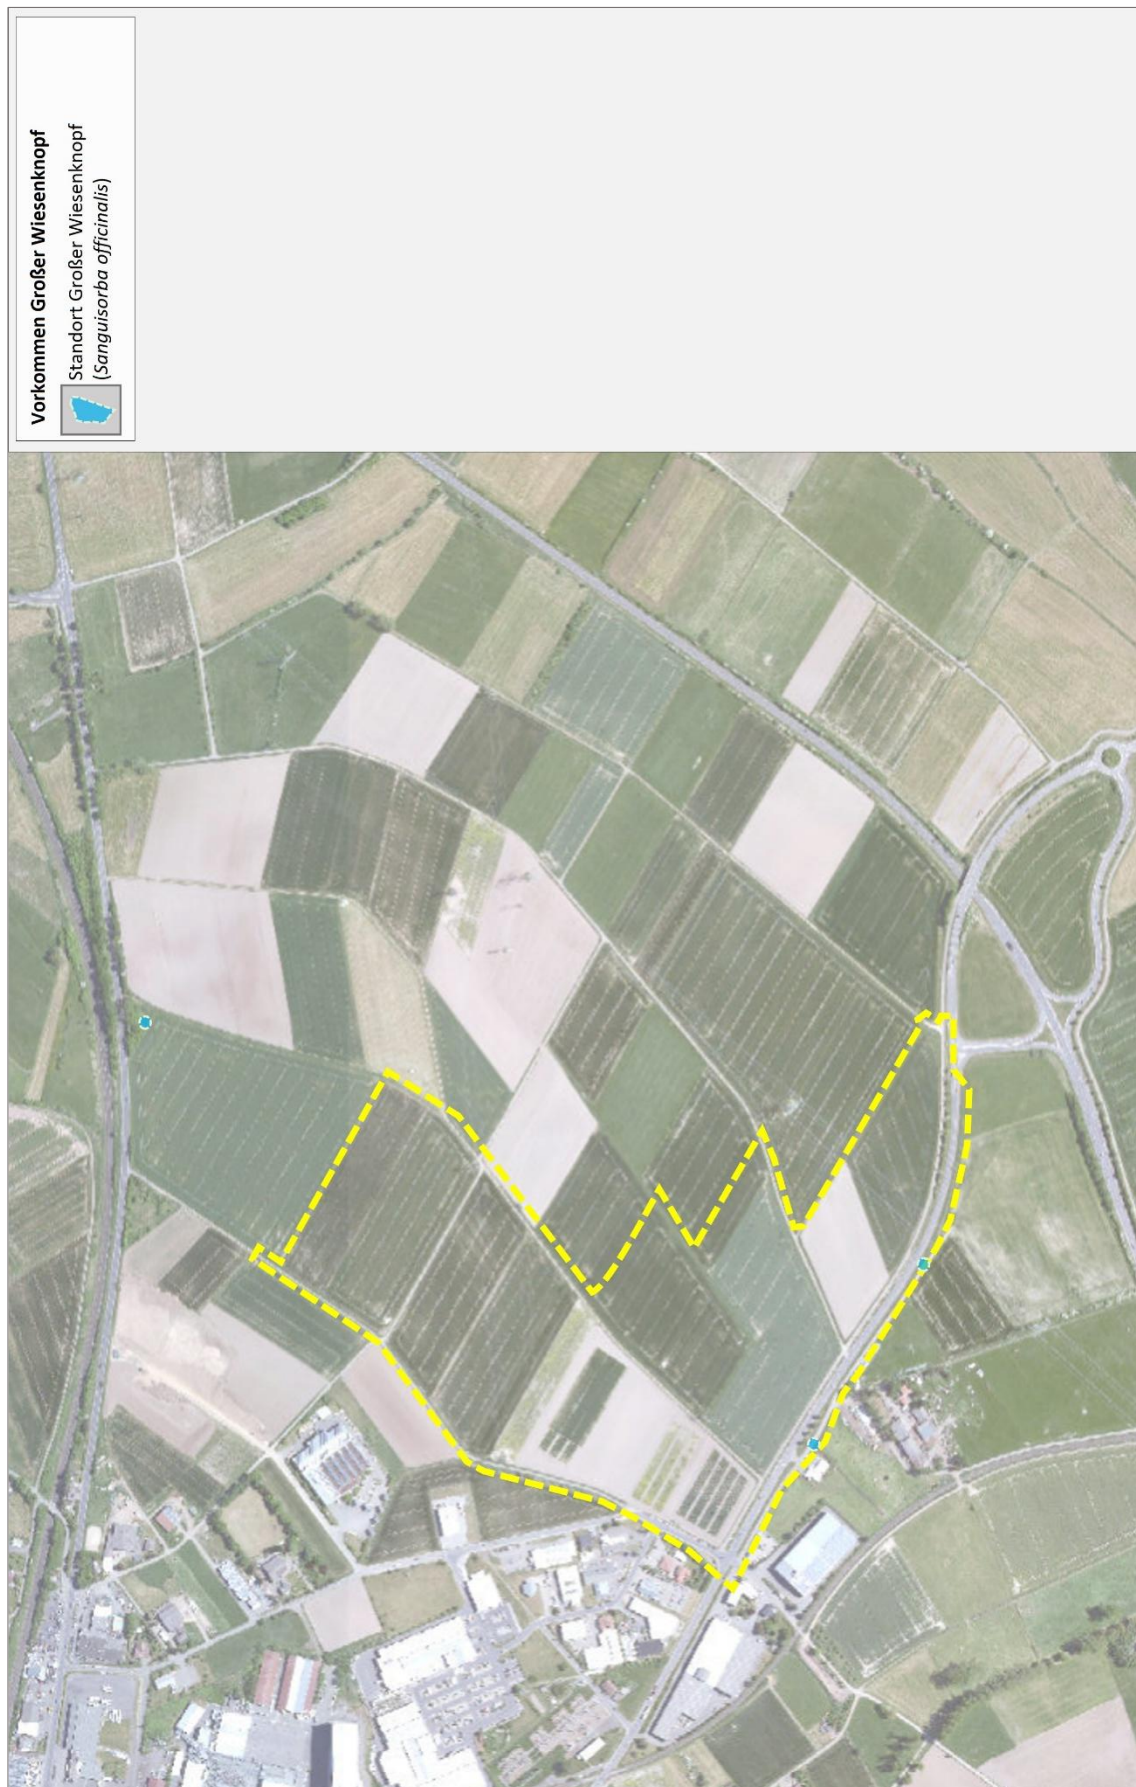 Vorkommen Großer Wiesenknopf
Standort Großer Wiesenknopf
(Sanguisorba officinalis)